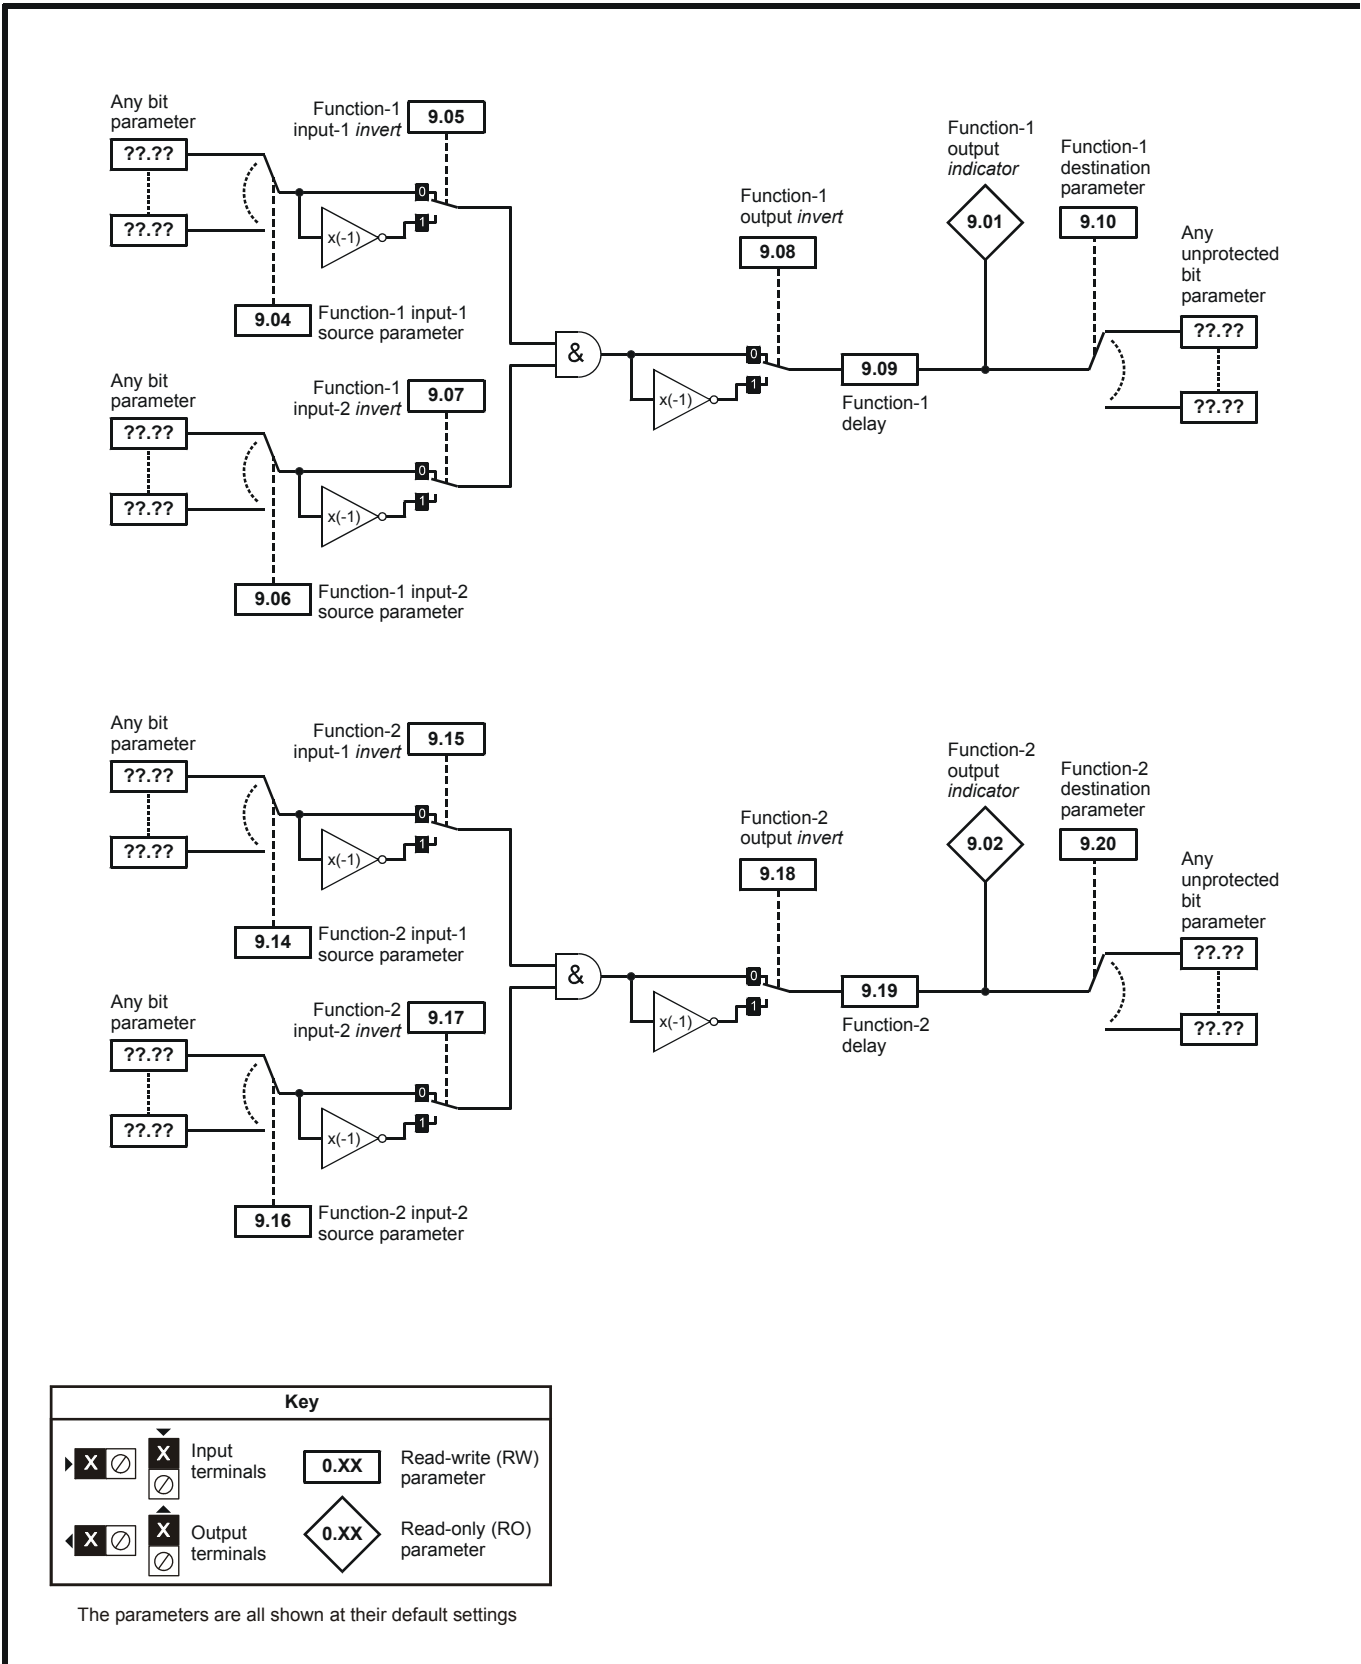 Any bit
parameter
??.??
??.??
Function-1
input-1 invert
9.05
0
1
x(-1)
9.04
Function-1 input-1
source parameter
Any bit
parameter
??.??
??.??
Function-1
input-2 invert
9.07
0
1
x(-1)
9.06
Function-1 input-2
source parameter
&
Function-1
output invert
9.08
0
1
x(-1)
9.09
Function-1
delay
Function-1
output
indicator
9.01
Function-1
destination
parameter
9.10
Any
unprotected
bit
parameter
??.??
??.??
Any bit
parameter
??.??
??.??
Function-2
input-1 invert
9.15
0
1
x(-1)
9.14
Function-2 input-1
source parameter
Any bit
parameter
??.??
??.??
Function-2
input-2 invert
9.17
0
1
x(-1)
9.16
Function-2 input-2
source parameter
&
Function-2
output invert
9.18
0
1
x(-1)
9.19
Function-2
delay
Function-2
output
indicator
9.02
Function-2
destination
parameter
9.20
Any
unprotected
bit
parameter
??.??
??.??
Key
X
X
Input
terminals
0.XX
Read-write (RW)
parameter
X
X
Output
terminals
0.XX
Read-only (RO)
parameter
The parameters are all shown at their default settings